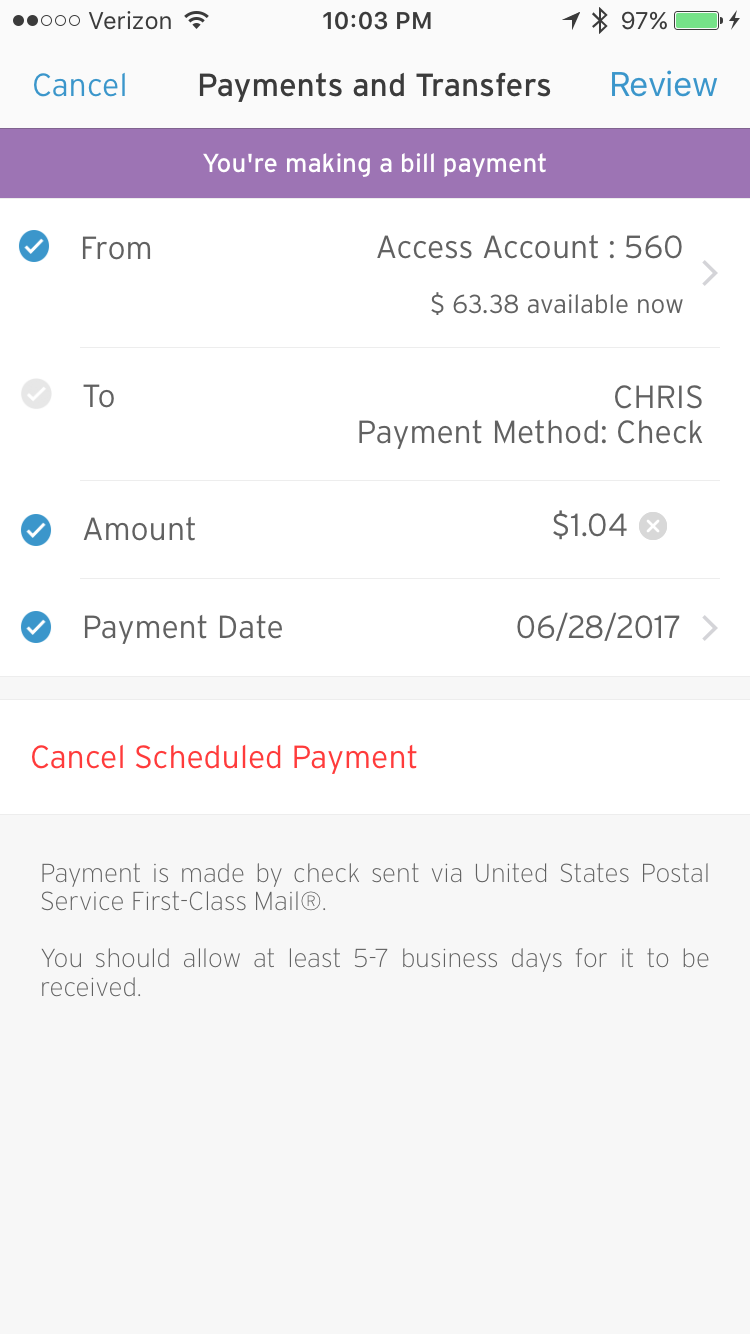 Verizon 10:03 PM 97%
Cancel Payments and Transfers Review
You're making a bill payment
From Access Account : 560
$ 63.38 available now
To CHRIS
Payment Method: Check
Amount $1.04
Payment Date 06/28/2017
Cancel Scheduled Payment
Payment is made by check sent via United States Postal
Service First-Class Mail®.
You should allow at least 5-7 business days for it to be
received.